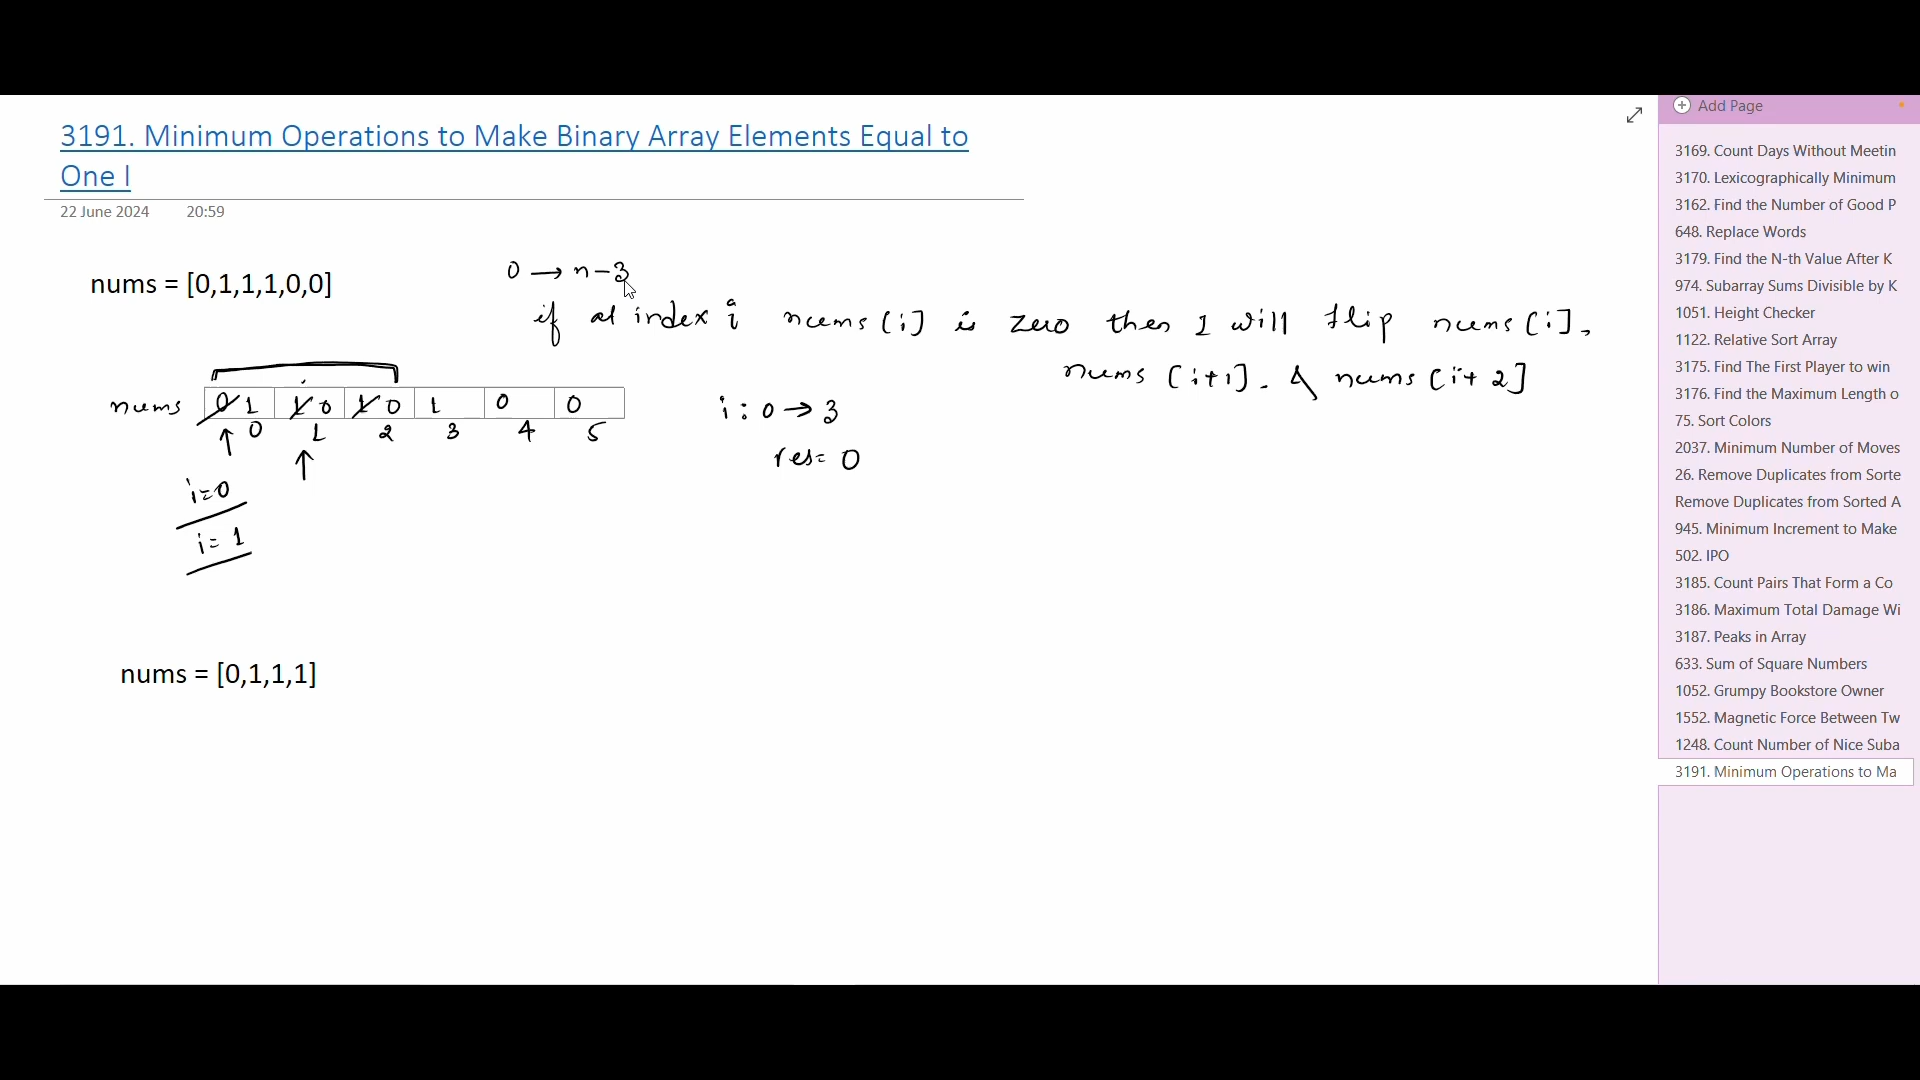 3191. Minimum Operations to Make Binary Array Elements Equal to
One I
22 June 2024 20:59
nums = [0,1,1,1,0,0]
0 → n-3
if at index i nums [i] is zero then I will flip nums [i],
nums [i+1]. & nums [i+2]
nums 0 1 1 0 1 0 1 0 0
0 1 2 3 4 5
i : 0 → 3
res = 0
i=0
i= 1
nums = [0,1,1,1]
Add Page
3169. Count Days Without Meetin
3170. Lexicographically Minimum
3162. Find the Number of Good P
648. Replace Words
3179. Find the N-th Value After K
974. Subarray Sums Divisible by K
1051. Height Checker
1122. Relative Sort Array
3175. Find The First Player to win
3176. Find the Maximum Length o
75. Sort Colors
2037. Minimum Number of Moves
26. Remove Duplicates from Sorte
Remove Duplicates from Sorted A
945. Minimum Increment to Make
502. IPO
3185. Count Pairs That Form a Co
3186. Maximum Total Damage Wi
3187. Peaks in Array
633. Sum of Square Numbers
1052. Grumpy Bookstore Owner
1552. Magnetic Force Between Tw
1248. Count Number of Nice Suba
3191. Minimum Operations to Ma